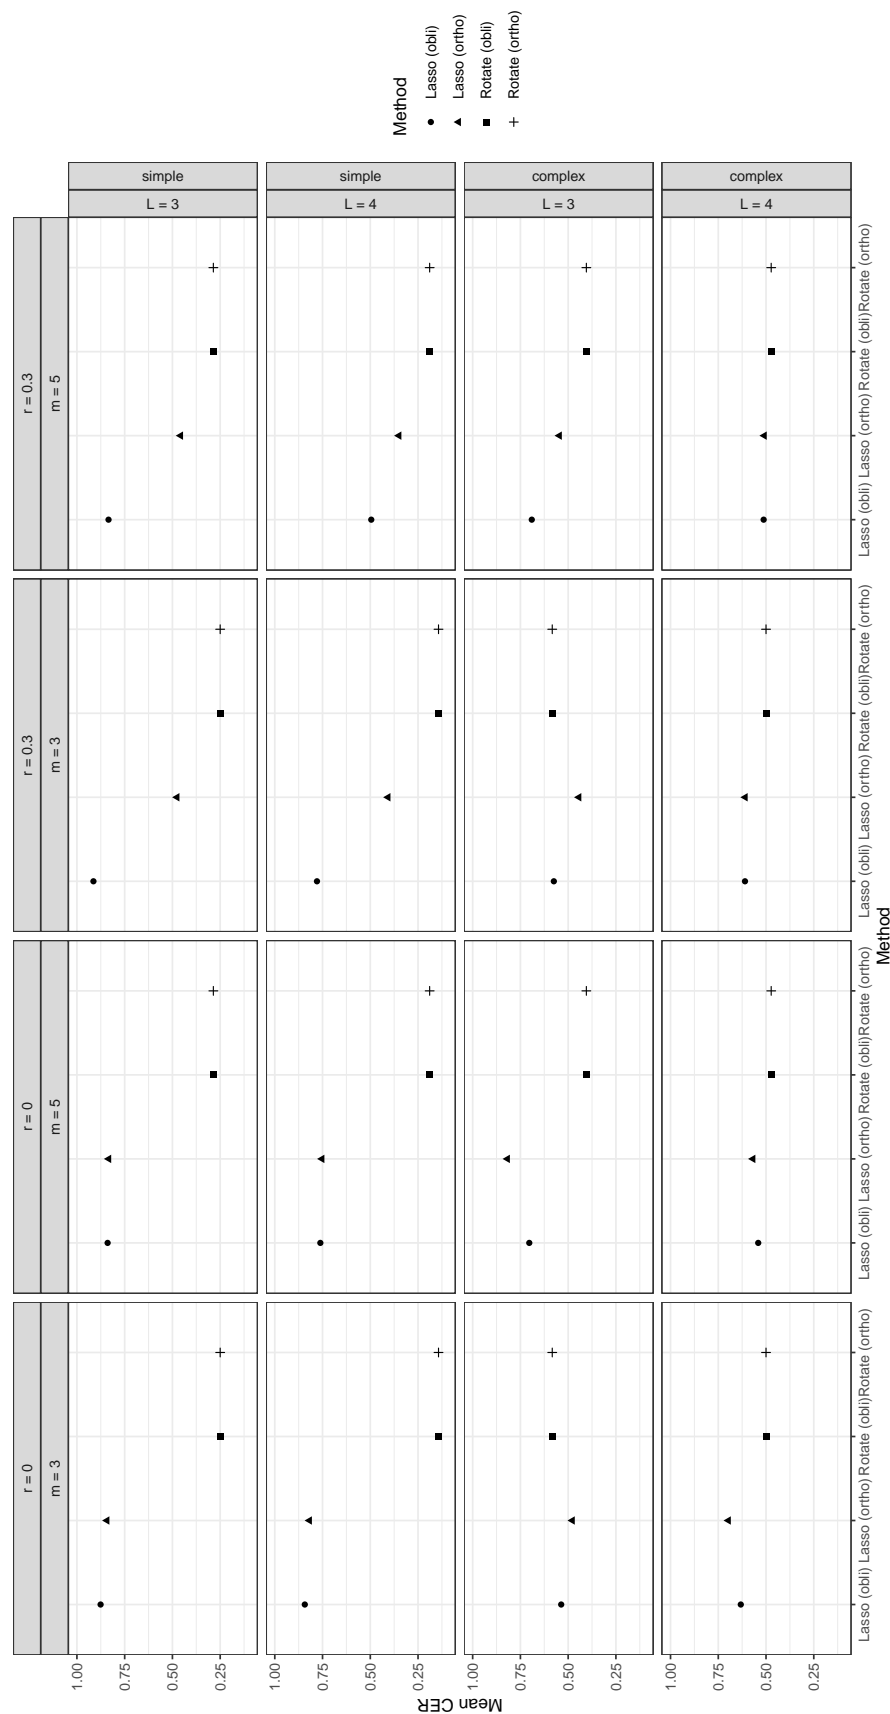 r = 0
r = 0
r = 0.3
r = 0.3
m = 3
m = 5
m = 3
m = 5
1.00
0.75
0.50
0.25
simple
L = 3
1.00
0.75
0.50
0.25
simple
L = 4
1.00
0.75
0.50
0.25
complex
L = 3
1.00
0.75
0.50
0.25
complex
L = 4
Mean CER
Lasso (obli) Lasso (ortho) Rotate (obli) Rotate (ortho)
Lasso (obli) Lasso (ortho) Rotate (obli) Rotate (ortho)
Lasso (obli) Lasso (ortho) Rotate (obli) Rotate (ortho)
Lasso (obli) Lasso (ortho) Rotate (obli) Rotate (ortho)
Method
Method
Lasso (obli)
Lasso (ortho)
Rotate (obli)
Rotate (ortho)